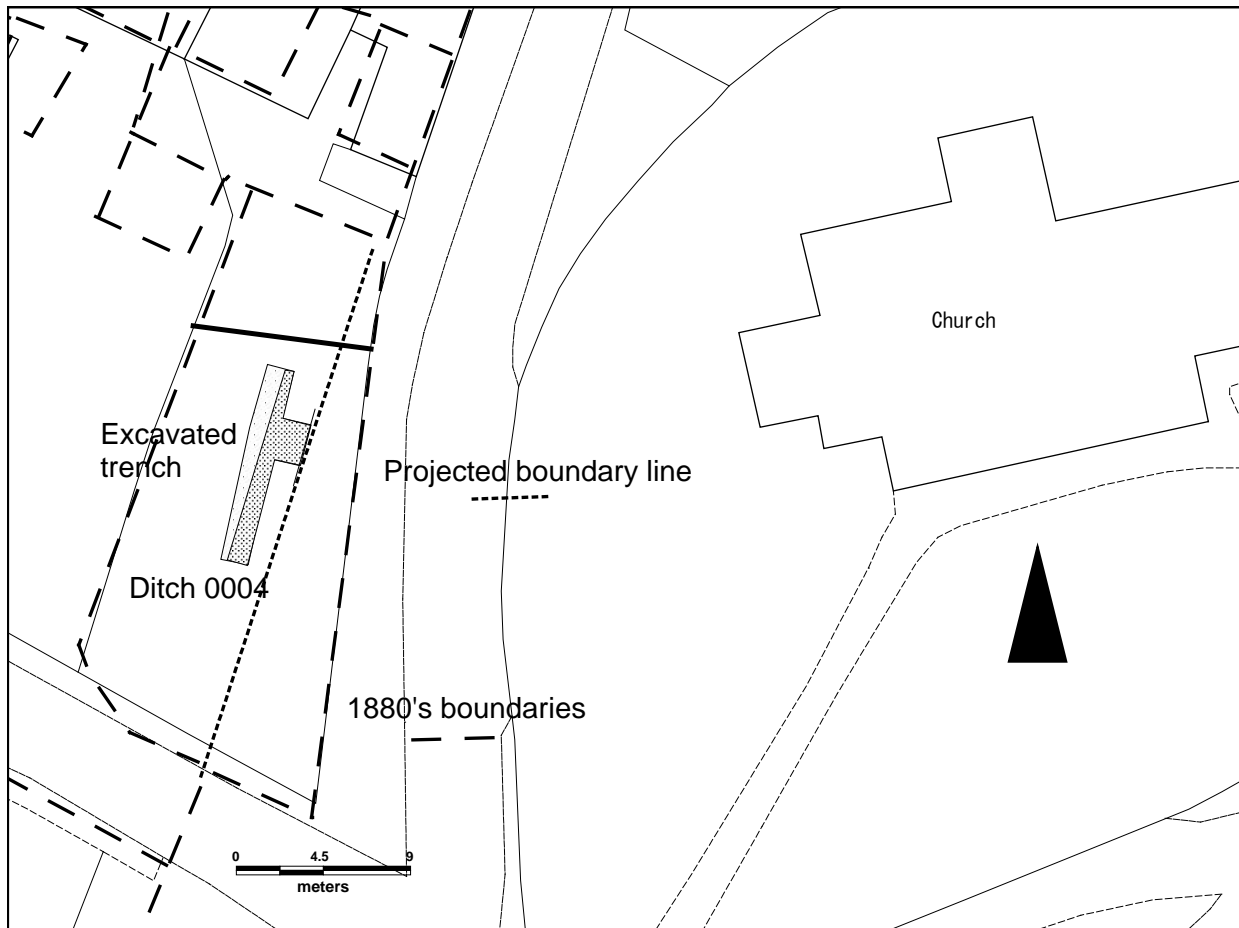 Church
Excavated
trench
Projected boundary line
Ditch 0004
1880's boundaries
0 4.5 9
meters